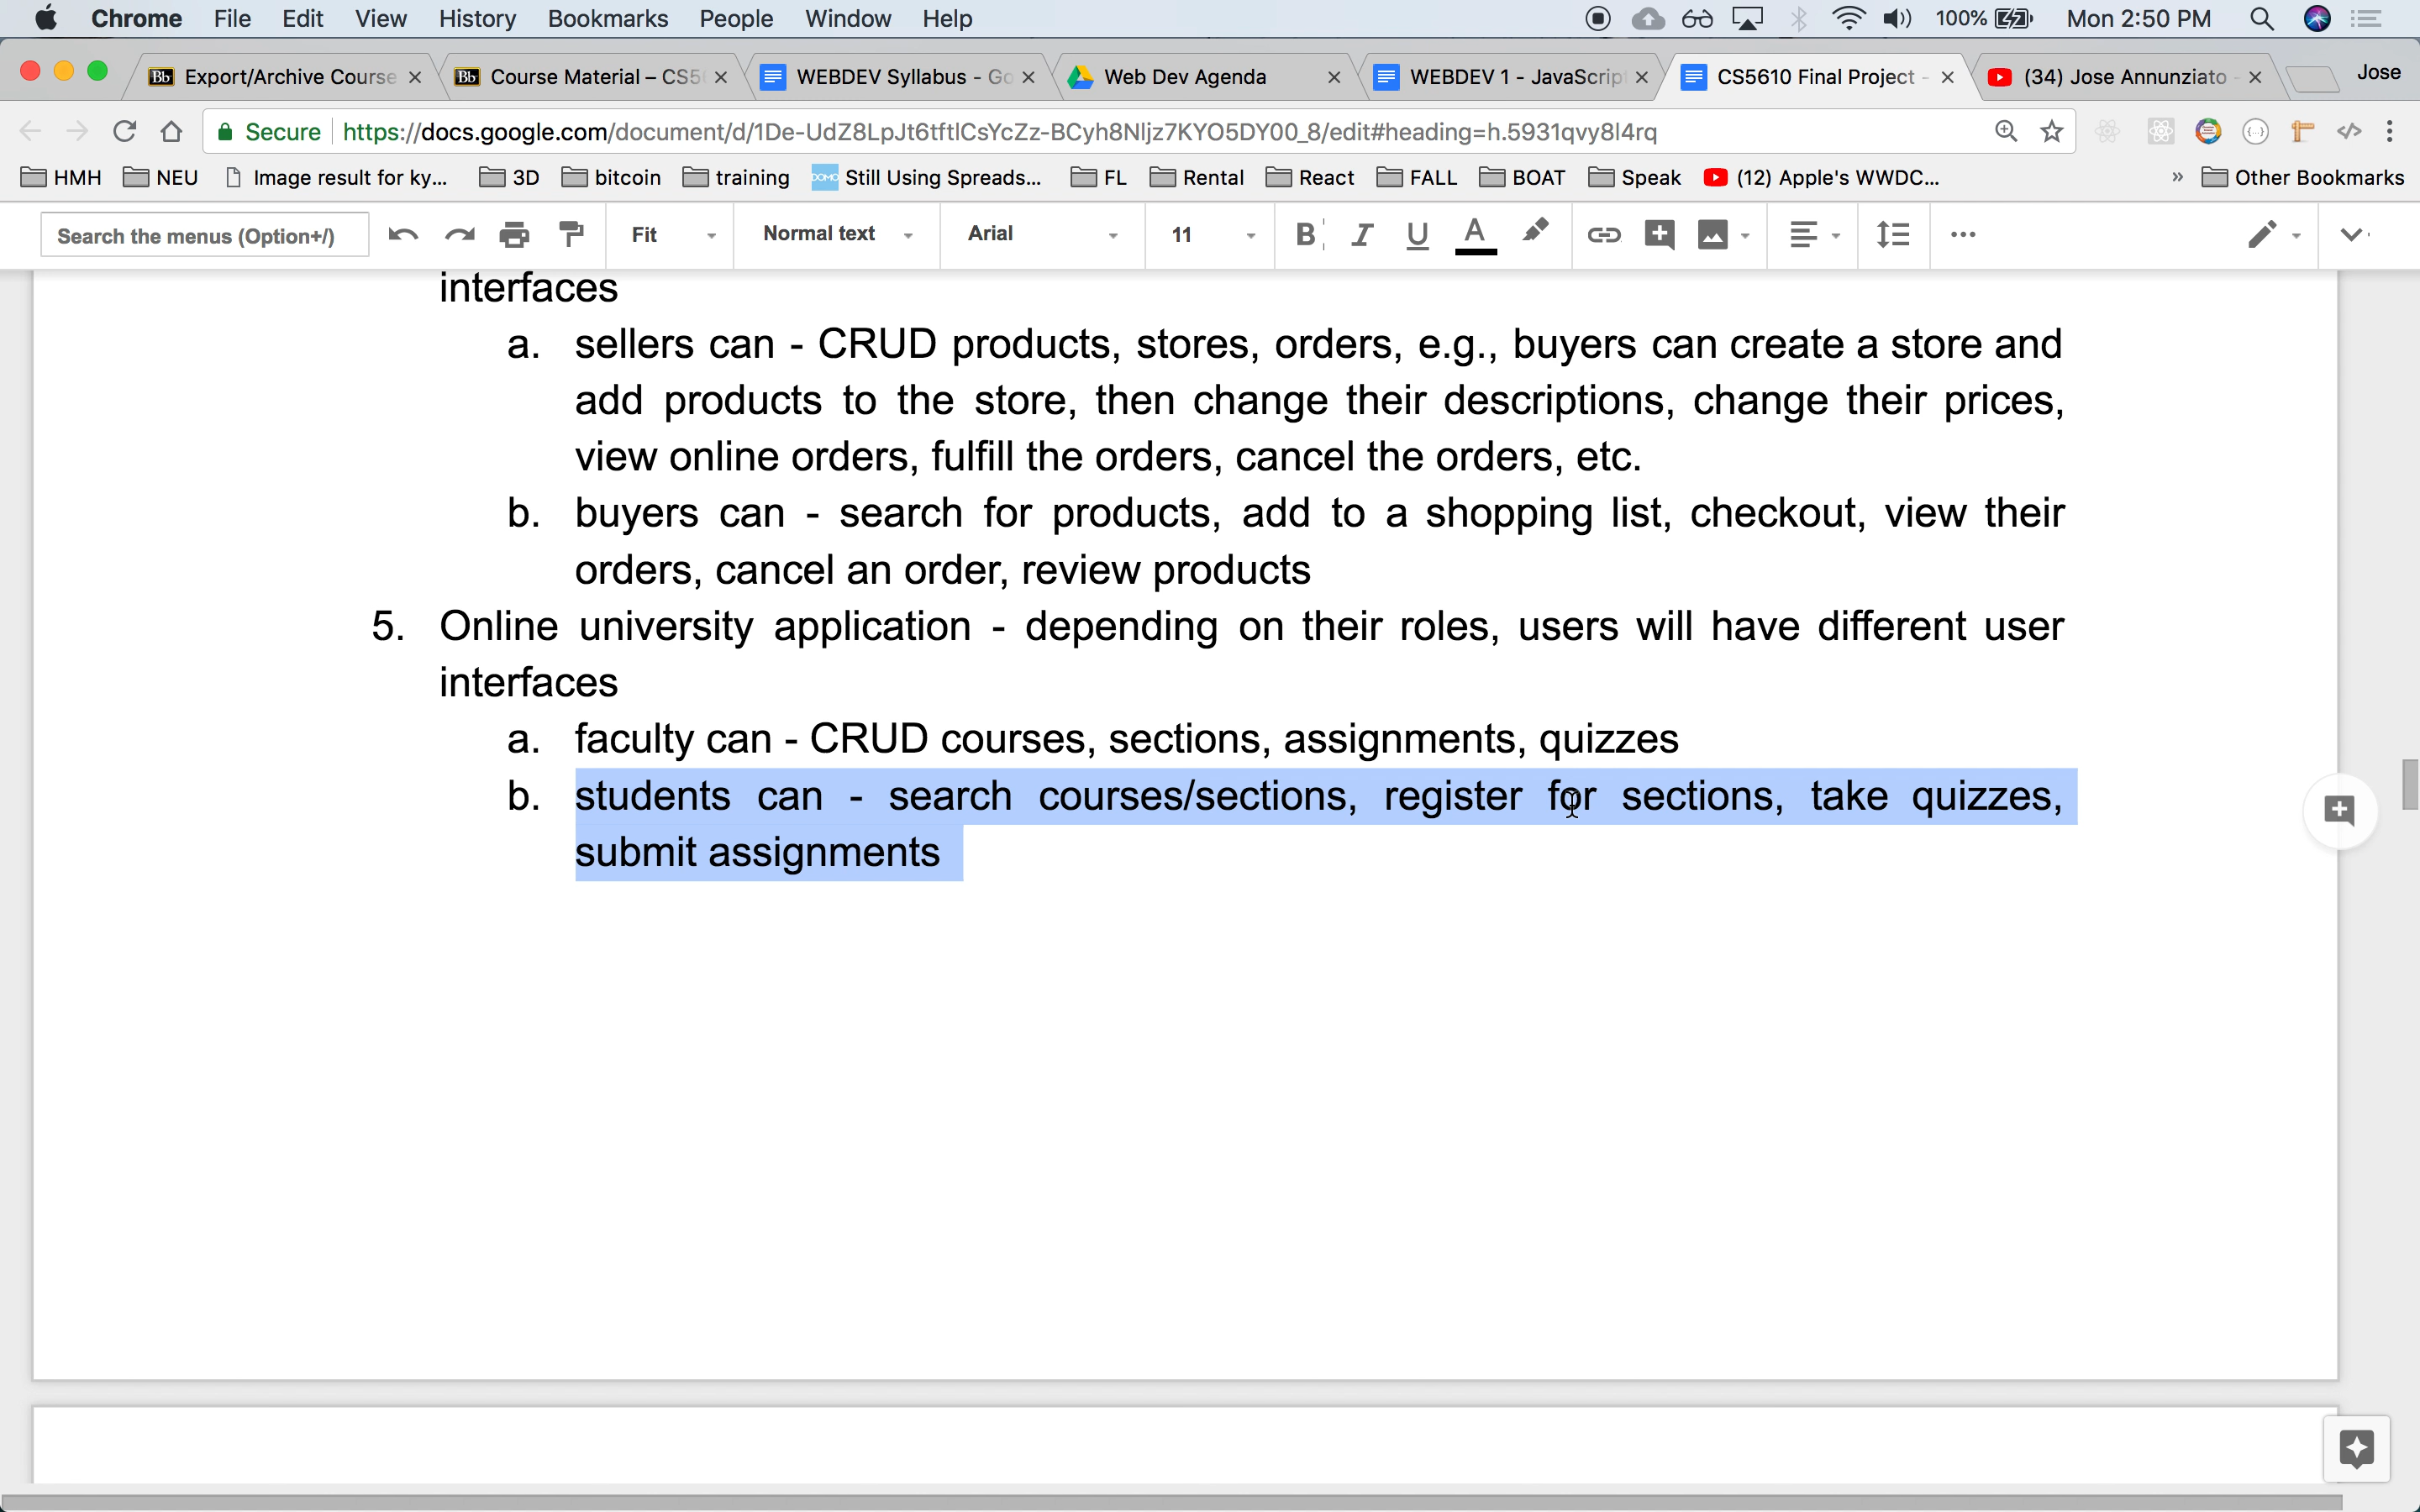 Chrome File Edit View History Bookmarks People Window Help 100% Mon 2:50 PM
Export/Archive Course Course Material – CS5 WEBDEV Syllabus - Go Web Dev Agenda WEBDEV 1 - JavaScrip CS5610 Final Project - (34) Jose Annunziato - Jose
Secure https://docs.google.com/document/d/1De-UdZ8LpJt6tftlCsYcZz-BCyh8Nljz7KYO5DY00_8/edit#heading=h.5931qvy8l4rq
HMH NEU Image result for ky... 3D bitcoin training DOMO Still Using Spreads... FL Rental React FALL BOAT Speak (12) Apple's WWDC... » Other Bookmarks
Search the menus (Option+/) Fit Normal text Arial 11 B I U A
interfaces
a. sellers can - CRUD products, stores, orders, e.g., buyers can create a store and
add products to the store, then change their descriptions, change their prices,
view online orders, fulfill the orders, cancel the orders, etc.
b. buyers can - search for products, add to a shopping list, checkout, view their
orders, cancel an order, review products
5. Online university application - depending on their roles, users will have different user
interfaces
a. faculty can - CRUD courses, sections, assignments, quizzes
b. students can - search courses/sections, register for sections, take quizzes,
submit assignments